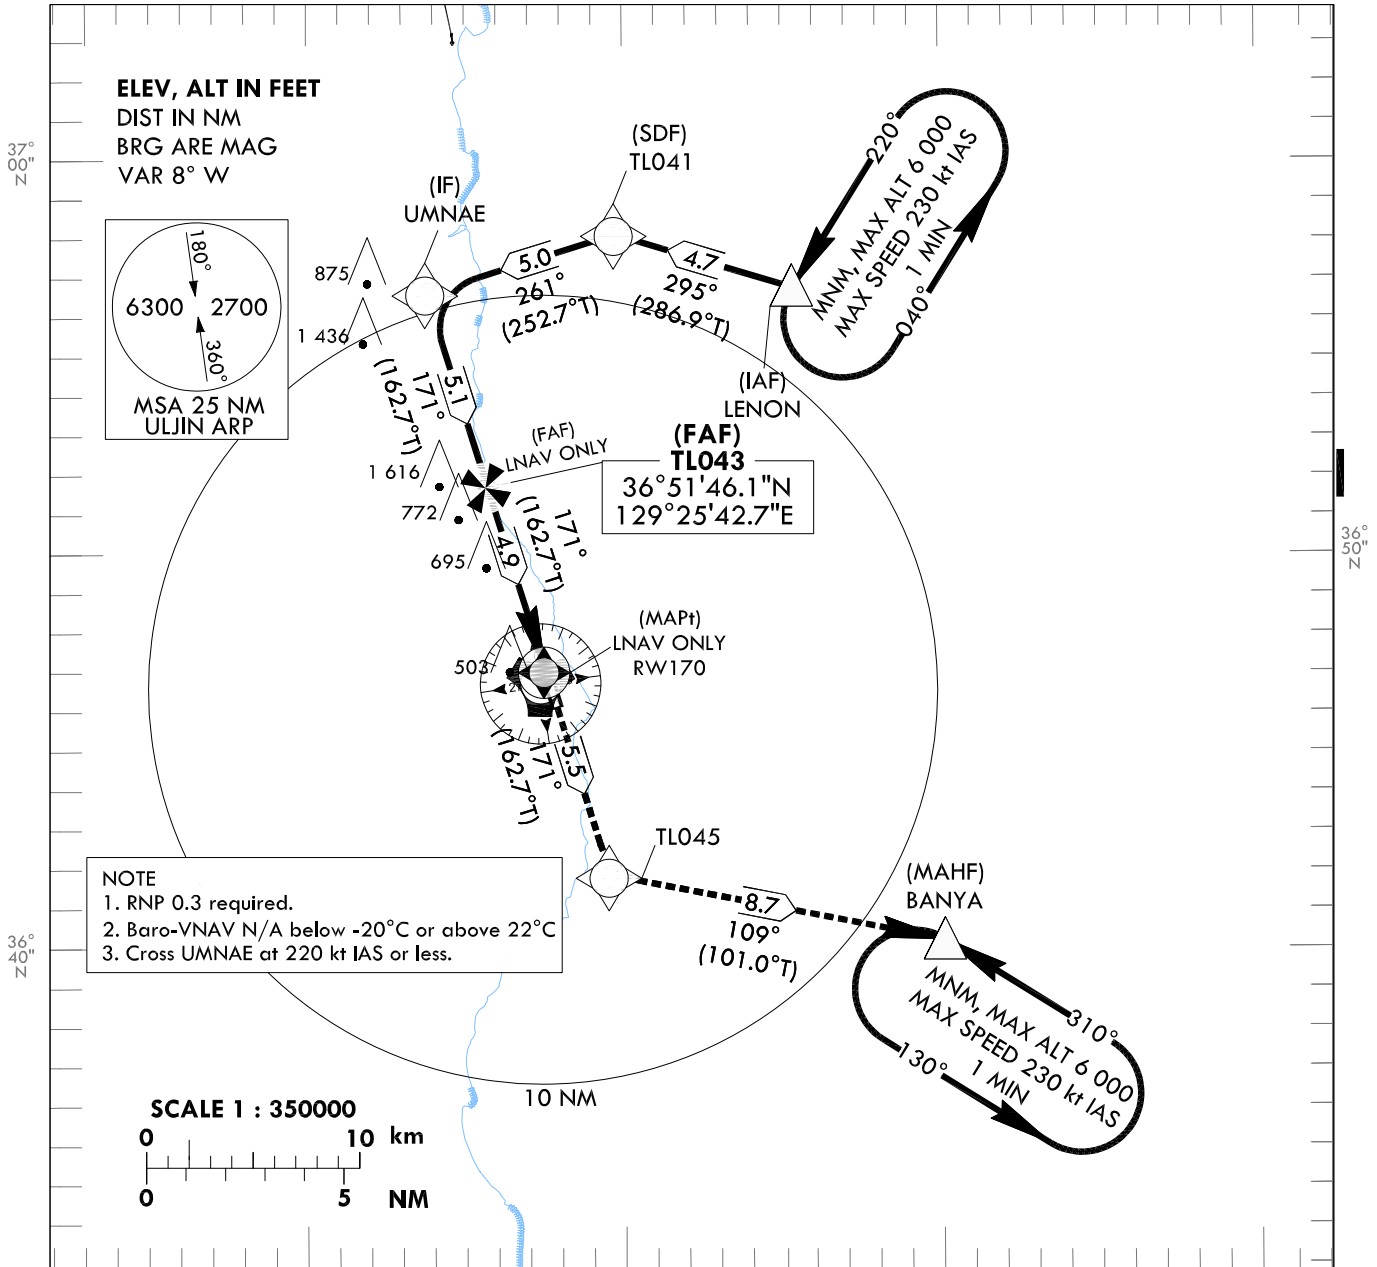 ELEV, ALT IN FEET
DIST IN NM
BRG ARE MAG
VAR 8° W
37°
00"
N
180°
6300
2700
360°
MSA 25 NM
ULJIN ARP
(IF)
UMNAE
(SDF)
TL041
220°
MNM, MAX ALT 6 000
MAX SPEED 230 kt IAS
1 MIN
040°
5.0
261°
(252.7°T)
4.7
295°
(286.9°T)
(IAF)
LENON
875
1 436
5.1
171°
(162.7°T)
(FAF)
LNAV ONLY
(FAF)
TL043
36°51'46.1"N
129°25'42.7"E
1 616
772
695
4.9
171°
(162.7°T)
36°
50"
N
(MAPt)
LNAV ONLY
RW170
503
5.5
171°
(162.7°T)
TL045
NOTE
1. RNP 0.3 required.
2. Baro-VNAV N/A below -20°C or above 22°C
3. Cross UMNAE at 220 kt IAS or less.
36°
40"
N
8.7
109°
(101.0°T)
(MAHF)
BANYA
310°
MNM, MAX ALT 6 000
MAX SPEED 230 kt IAS
1 MIN
130°
10 NM
SCALE 1 : 350000
0 10 km
0 5 NM